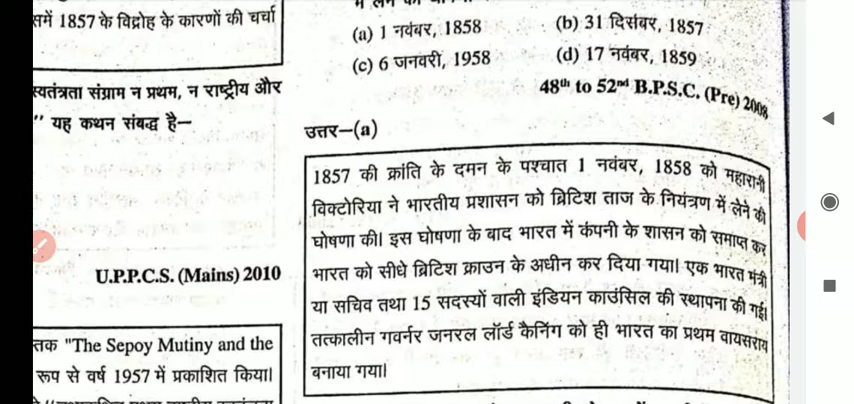 समें 1857 के विद्रोह के कारणों की चर्चा
स्वतंत्रता संग्राम न प्रथम, न राष्ट्रीय और
” यह कथन संबद्ध है–
U.P.P.C.S. (Mains) 2010
तक "The Sepoy Mutiny and the
रूप से वर्ष 1957 में प्रकाशित किया।
(a) 1 नवंबर, 1858 (b) 31 दिसंबर, 1857
(c) 6 जनवरी, 1958 (d) 17 नवंबर, 1859
48th to 52nd B.P.S.C. (Pre) 2008
उत्तर–(a)
1857 की क्रांति के दमन के पश्चात 1 नवंबर, 1858 को महारानी
विक्टोरिया ने भारतीय प्रशासन को ब्रिटिश ताज के नियंत्रण में लेने की
घोषणा की। इस घोषणा के बाद भारत में कंपनी के शासन को समाप्त कर
भारत को सीधे ब्रिटिश क्राउन के अधीन कर दिया गया। एक भारत मंत्री
या सचिव तथा 15 सदस्यों वाली इंडियन काउंसिल की स्थापना की गई।
तत्कालीन गवर्नर जनरल लॉर्ड कैनिंग को ही भारत का प्रथम वायसराय
बनाया गया।